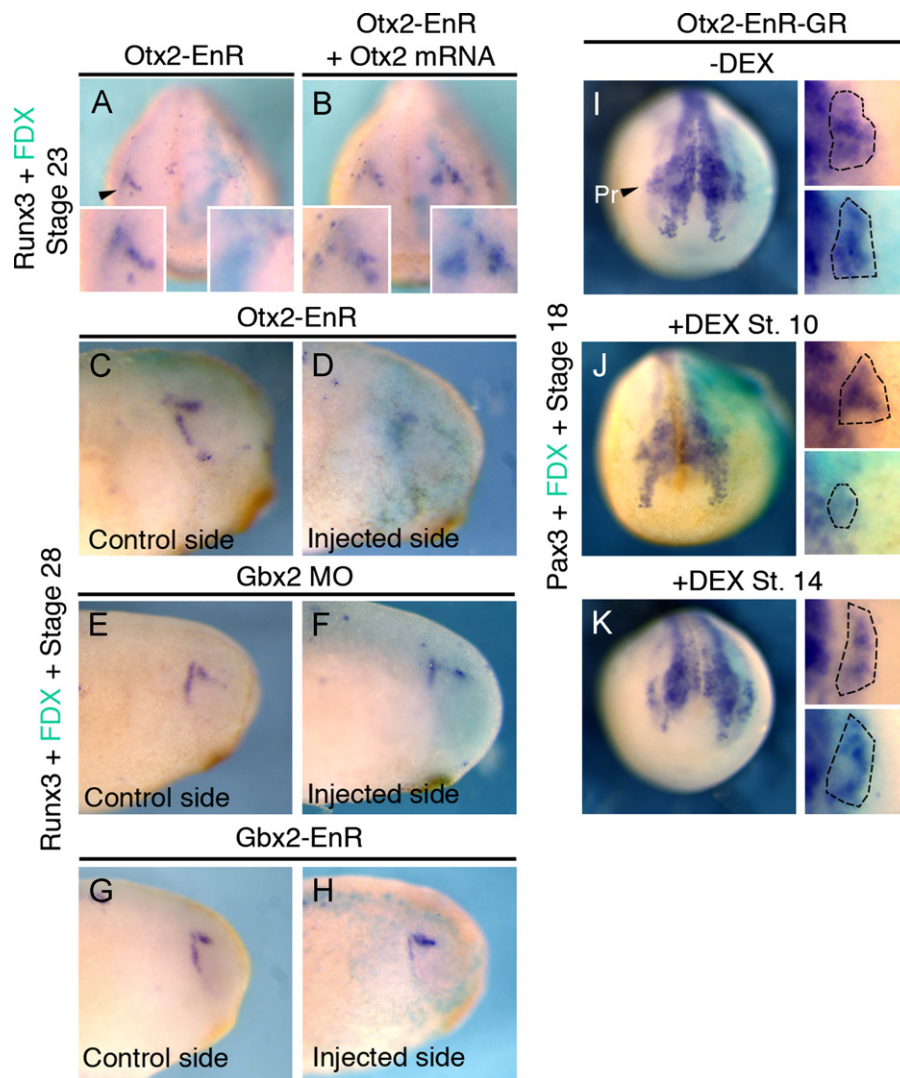 Otx2-EnR
Otx2-EnR
+ Otx2 mRNA
Runx3 + FDX
Stage 23
A
B
Otx2-EnR
C
Control side
D
Injected side
Gbx2 MO
Runx3 + FDX + Stage 28
E
Control side
F
Injected side
Gbx2-EnR
G
Control side
H
Injected side
Otx2-EnR-GR
-DEX
I
Pr
+DEX St. 10
Pax3 + FDX + Stage 18
J
+DEX St. 14
K